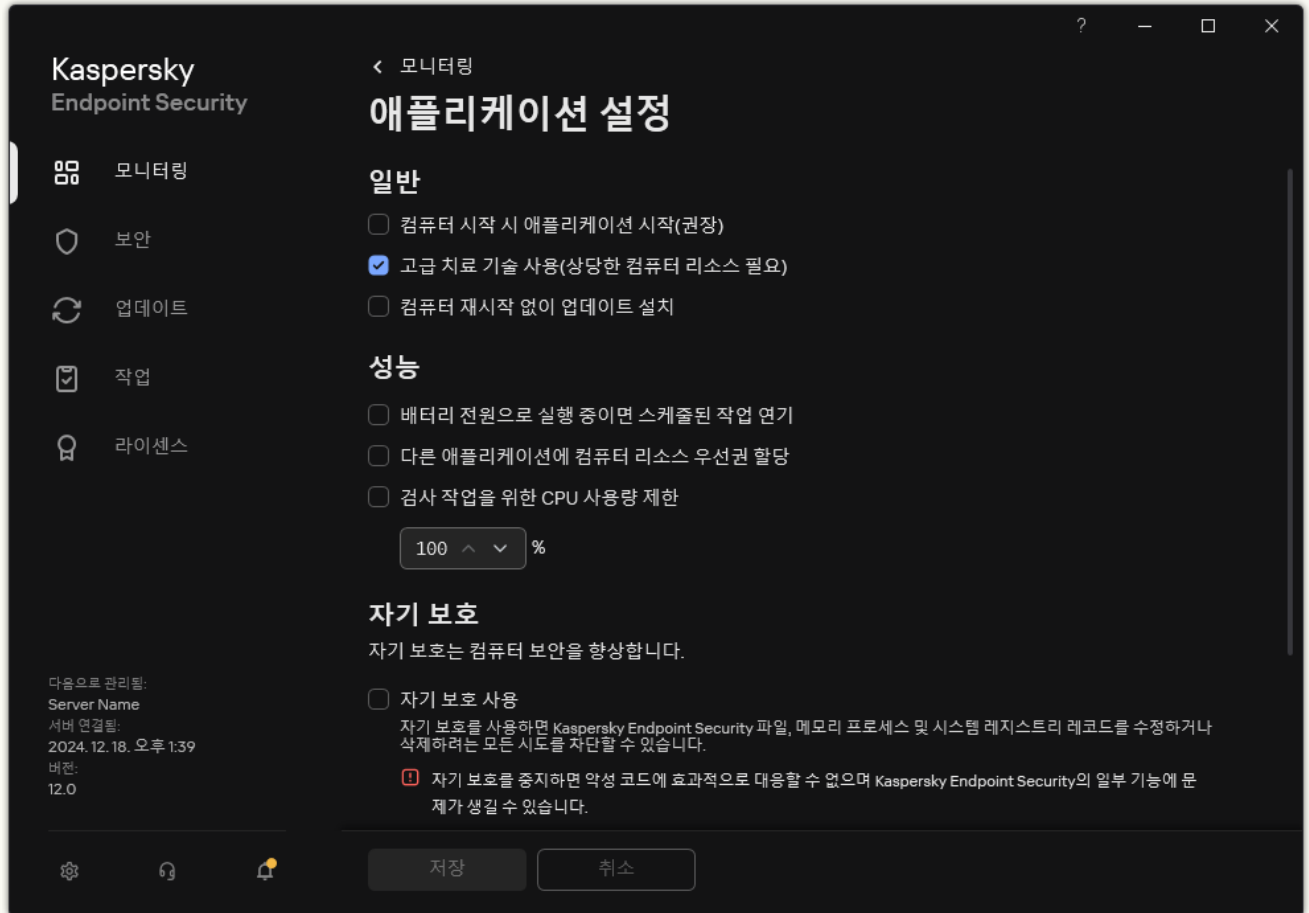 Kaspersky
Endpoint Security
모니터링
보안
업데이트
작업
라이센스
다음으로 관리됨:
Server Name
서버 연결됨:
2024. 12. 18. 오후 1:39
버전:
12.0
?
모니터링
애플리케이션 설정
일반
컴퓨터 시작 시 애플리케이션 시작(권장)
고급 치료 기술 사용(상당한 컴퓨터 리소스 필요)
컴퓨터 재시작 없이 업데이트 설치
성능
배터리 전원으로 실행 중이면 스케줄된 작업 연기
다른 애플리케이션에 컴퓨터 리소스 우선권 할당
검사 작업을 위한 CPU 사용량 제한
100 %
자기 보호
자기 보호는 컴퓨터 보안을 향상합니다.
자기 보호 사용
자기 보호를 사용하면 Kaspersky Endpoint Security 파일, 메모리 프로세스 및 시스템 레지스트리 레코드를 수정하거나
삭제하려는 모든 시도를 차단할 수 있습니다.
자기 보호를 중지하면 악성 코드에 효과적으로 대응할 수 없으며 Kaspersky Endpoint Security의 일부 기능에 문
제가 생길 수 있습니다.
저장
취소